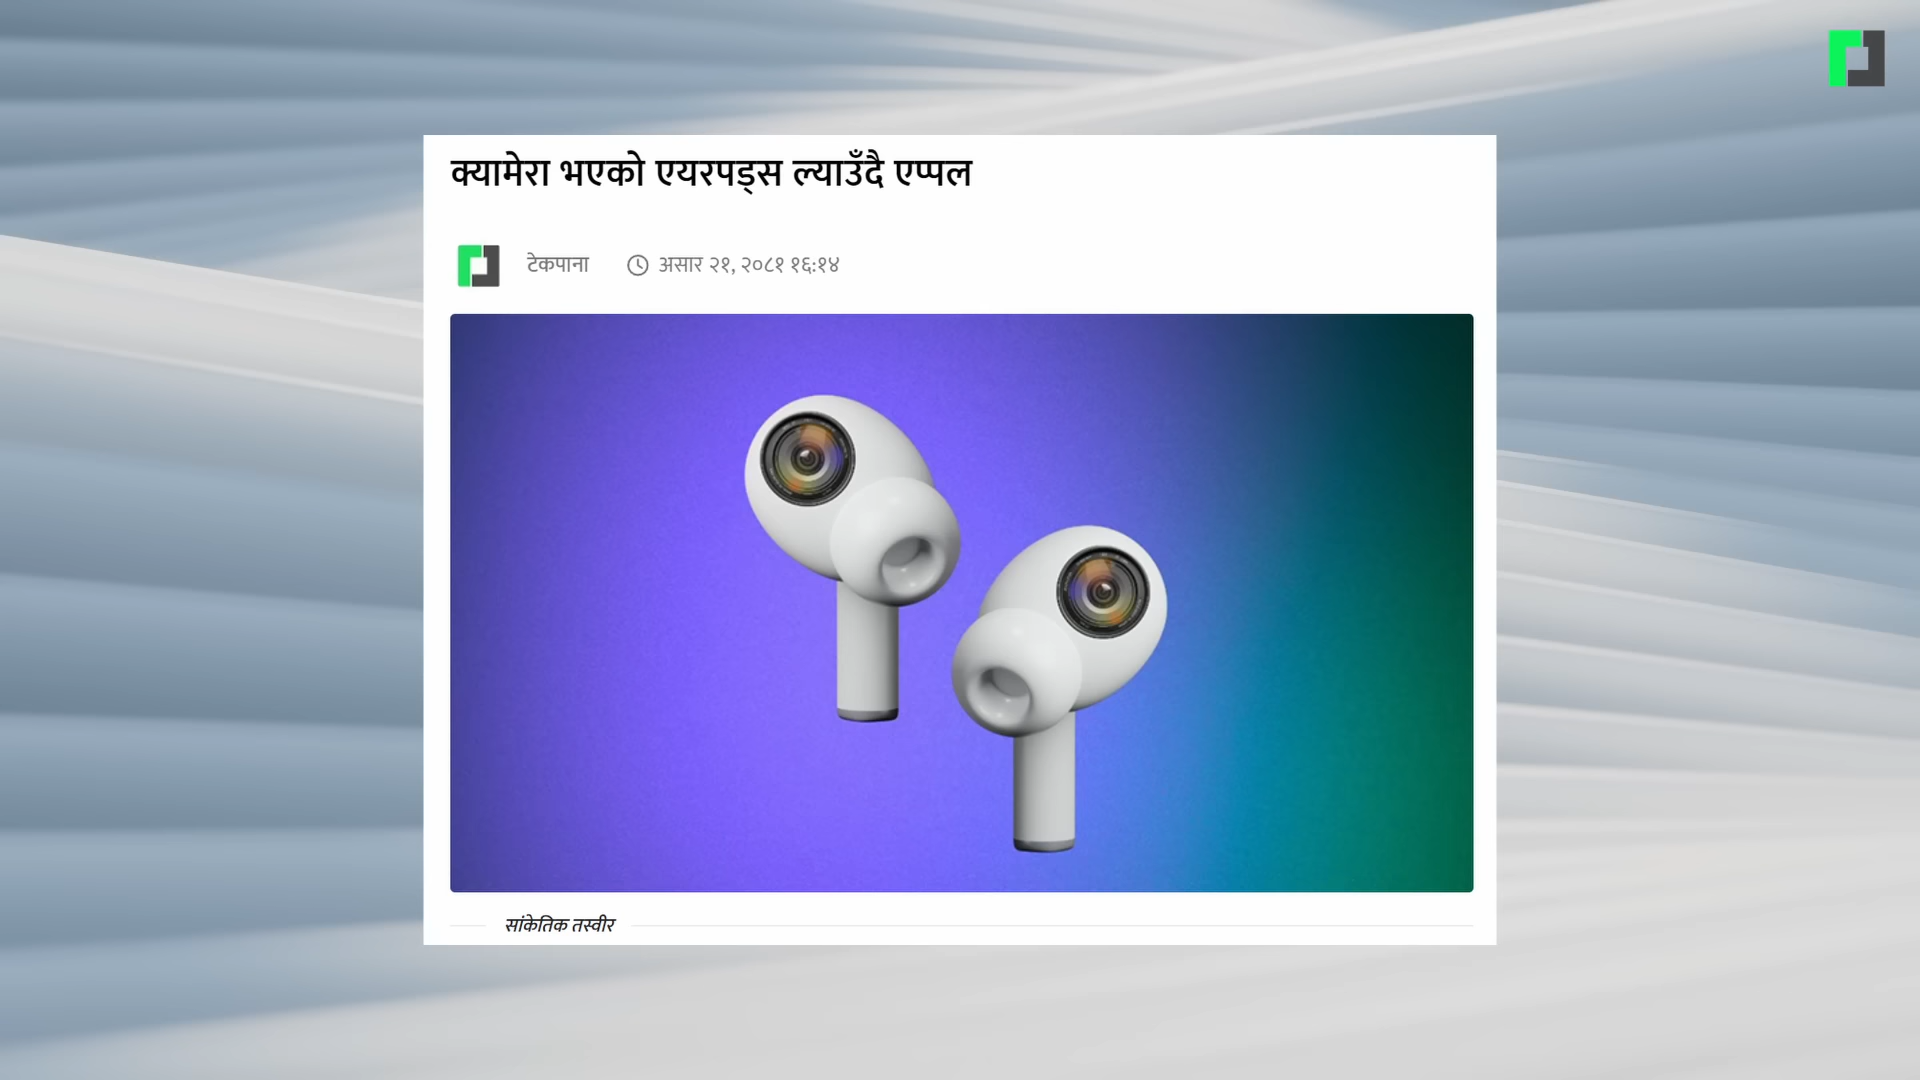 क्यामेरा भएको एयरपड्स ल्याउँदै एप्पल
टेकपाना असार २१, २०८१ १६:१४
सांकेतिक तस्वीर